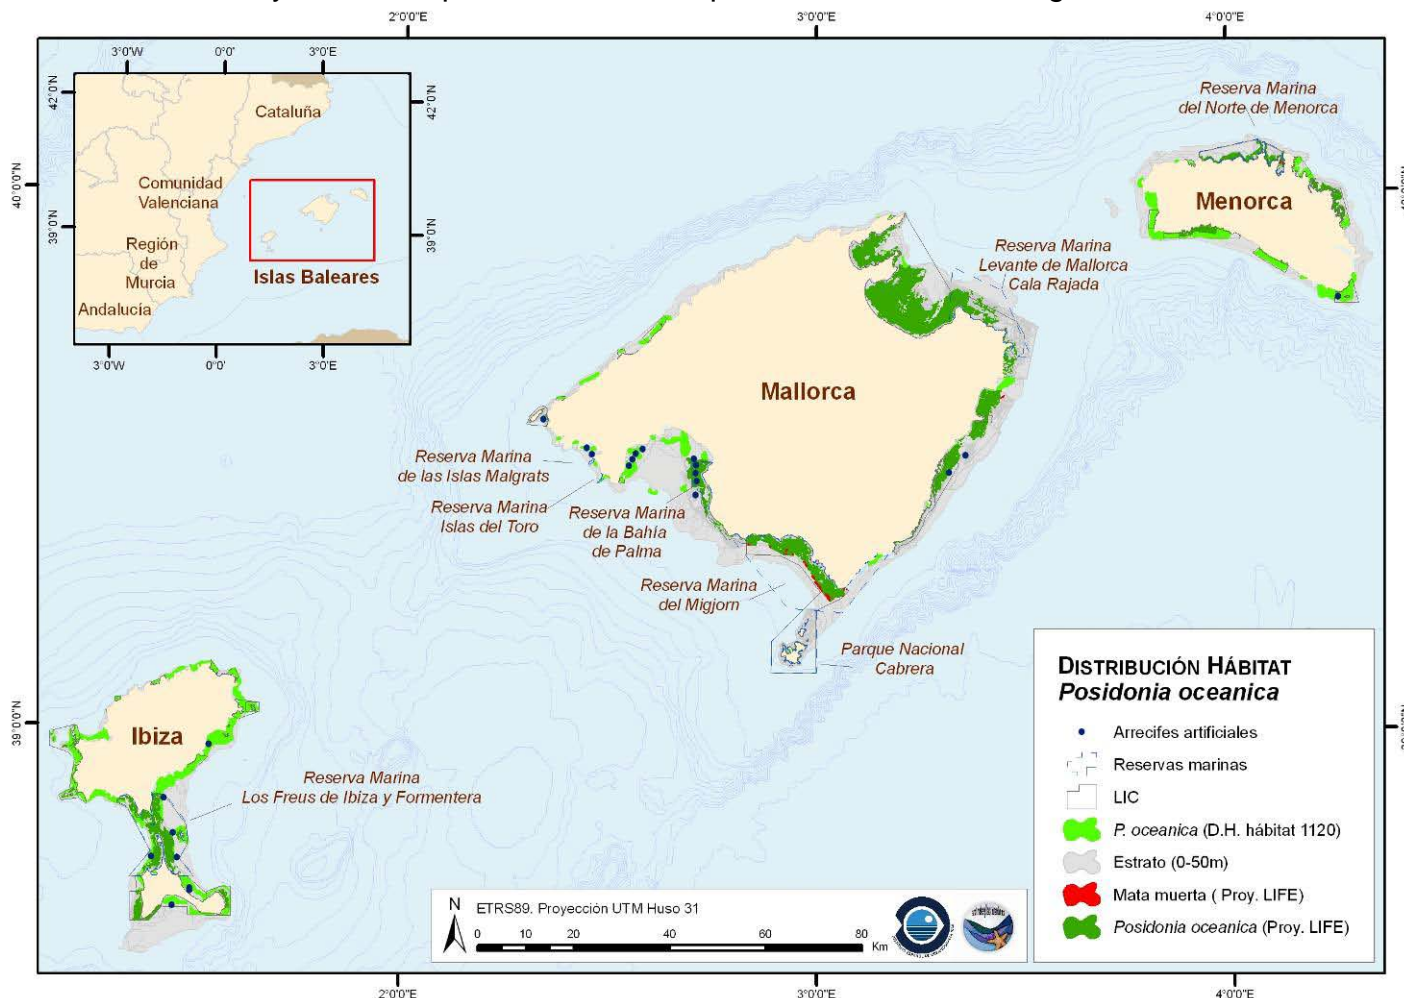 2°0'0"E
3°0'0"E
4°0'0"E
3°0'W
0°0'
3°0'E
42°0'N
39°0'N
42°0'N
39°0'N
Cataluña
Comunidad
Valenciana
Región
de
Murcia
Andalucía
Islas Baleares
3°0'W
0°0'
3°0'E
40°0'0"N
39°0'0"N
Reserva Marina
del Norte de Menorca
Menorca
Reserva Marina
Levante de Mallorca
Cala Rajada
Mallorca
Reserva Marina
de las Islas Malgrats
Reserva Marina
Islas del Toro
Reserva Marina
de la Bahía
de Palma
Reserva Marina
del Migjorn
Parque Nacional
Cabrera
Ibiza
Reserva Marina
Los Freus de Ibiza y Formentera
DISTRIBUCIÓN HÁBITAT
Posidonia oceanica
Arrecifes artificiales
Reservas marinas
LIC
P. oceanica (D.H. hábitat 1120)
Estrato (0-50m)
Mata muerta ( Proy. LIFE)
Posidonia oceanica (Proy. LIFE)
N
ETRS89. Proyección UTM Huso 31
0 10 20 40 60 80
Km
2°0'0"E
3°0'0"E
4°0'0"E